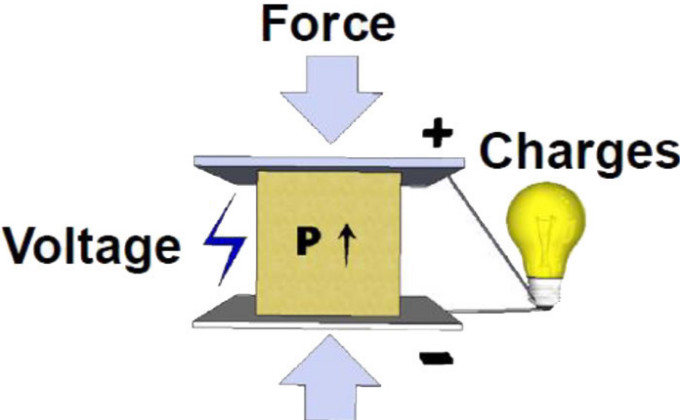 Force
+
Charges
Voltage
P ↑
-